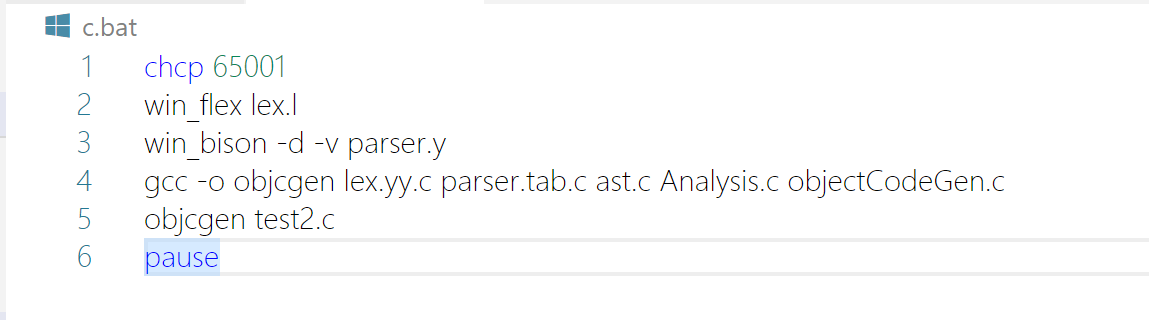 c.bat
1 chcp 65001
2 win_flex lex.l
3 win_bison -d -v parser.y
4 gcc -o objcgen lex.yy.c parser.tab.c ast.c Analysis.c objectCodeGen.c
5 objcgen test2.c
6 pause